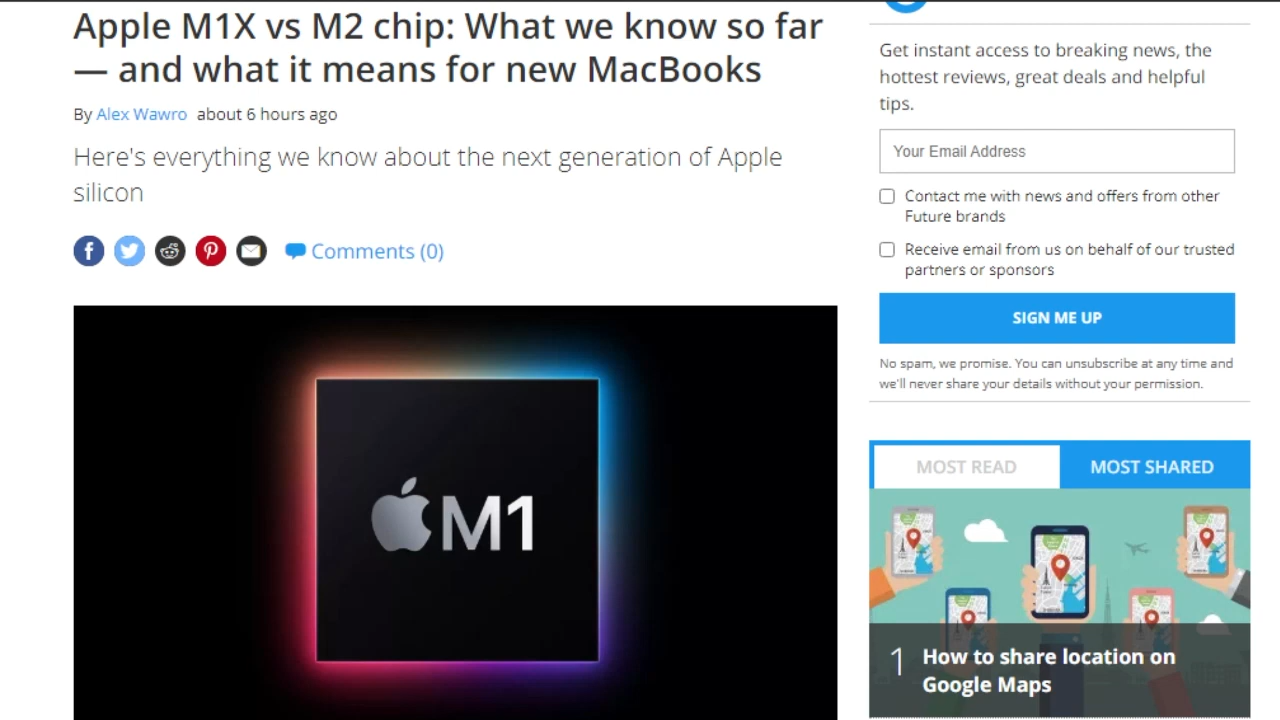 Apple M1X vs M2 chip: What we know so far
— and what it means for new MacBooks
By Alex Wawro about 6 hours ago
Here's everything we know about the next generation of Apple
silicon
Comments (0)
M1
Get instant access to breaking news, the
hottest reviews, great deals and helpful
tips.
Your Email Address
Contact me with news and offers from other
Future brands
Receive email from us on behalf of our trusted
partners or sponsors
SIGN ME UP
No spam, we promise. You can unsubscribe at any time and
we'll never share your details without your permission.
MOST READ
MOST SHARED
1
How to share location on
Google Maps